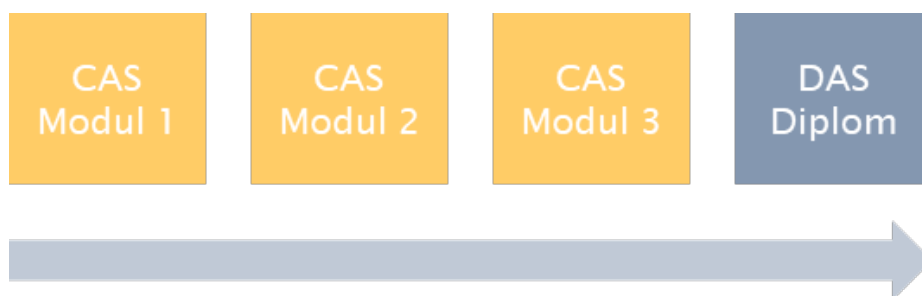 CAS
Modul 1
CAS
Modul 2
CAS
Modul 3
DAS
Diplom